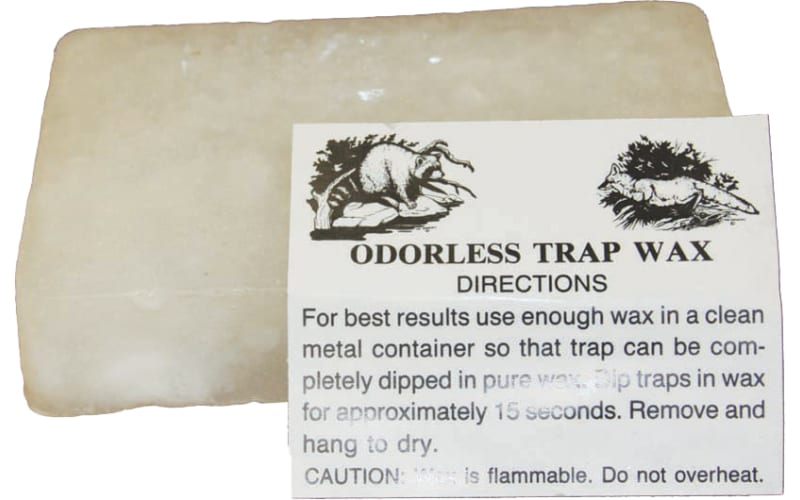 ODORLESS TRAP WAX
DIRECTIONS
For best results use enough wax in a clean
metal container so that trap can be com-
pletely dipped in pure wax. Dip traps in wax
for approximately 15 seconds. Remove and
hang to dry.
CAUTION: Wax is flammable. Do not overheat.